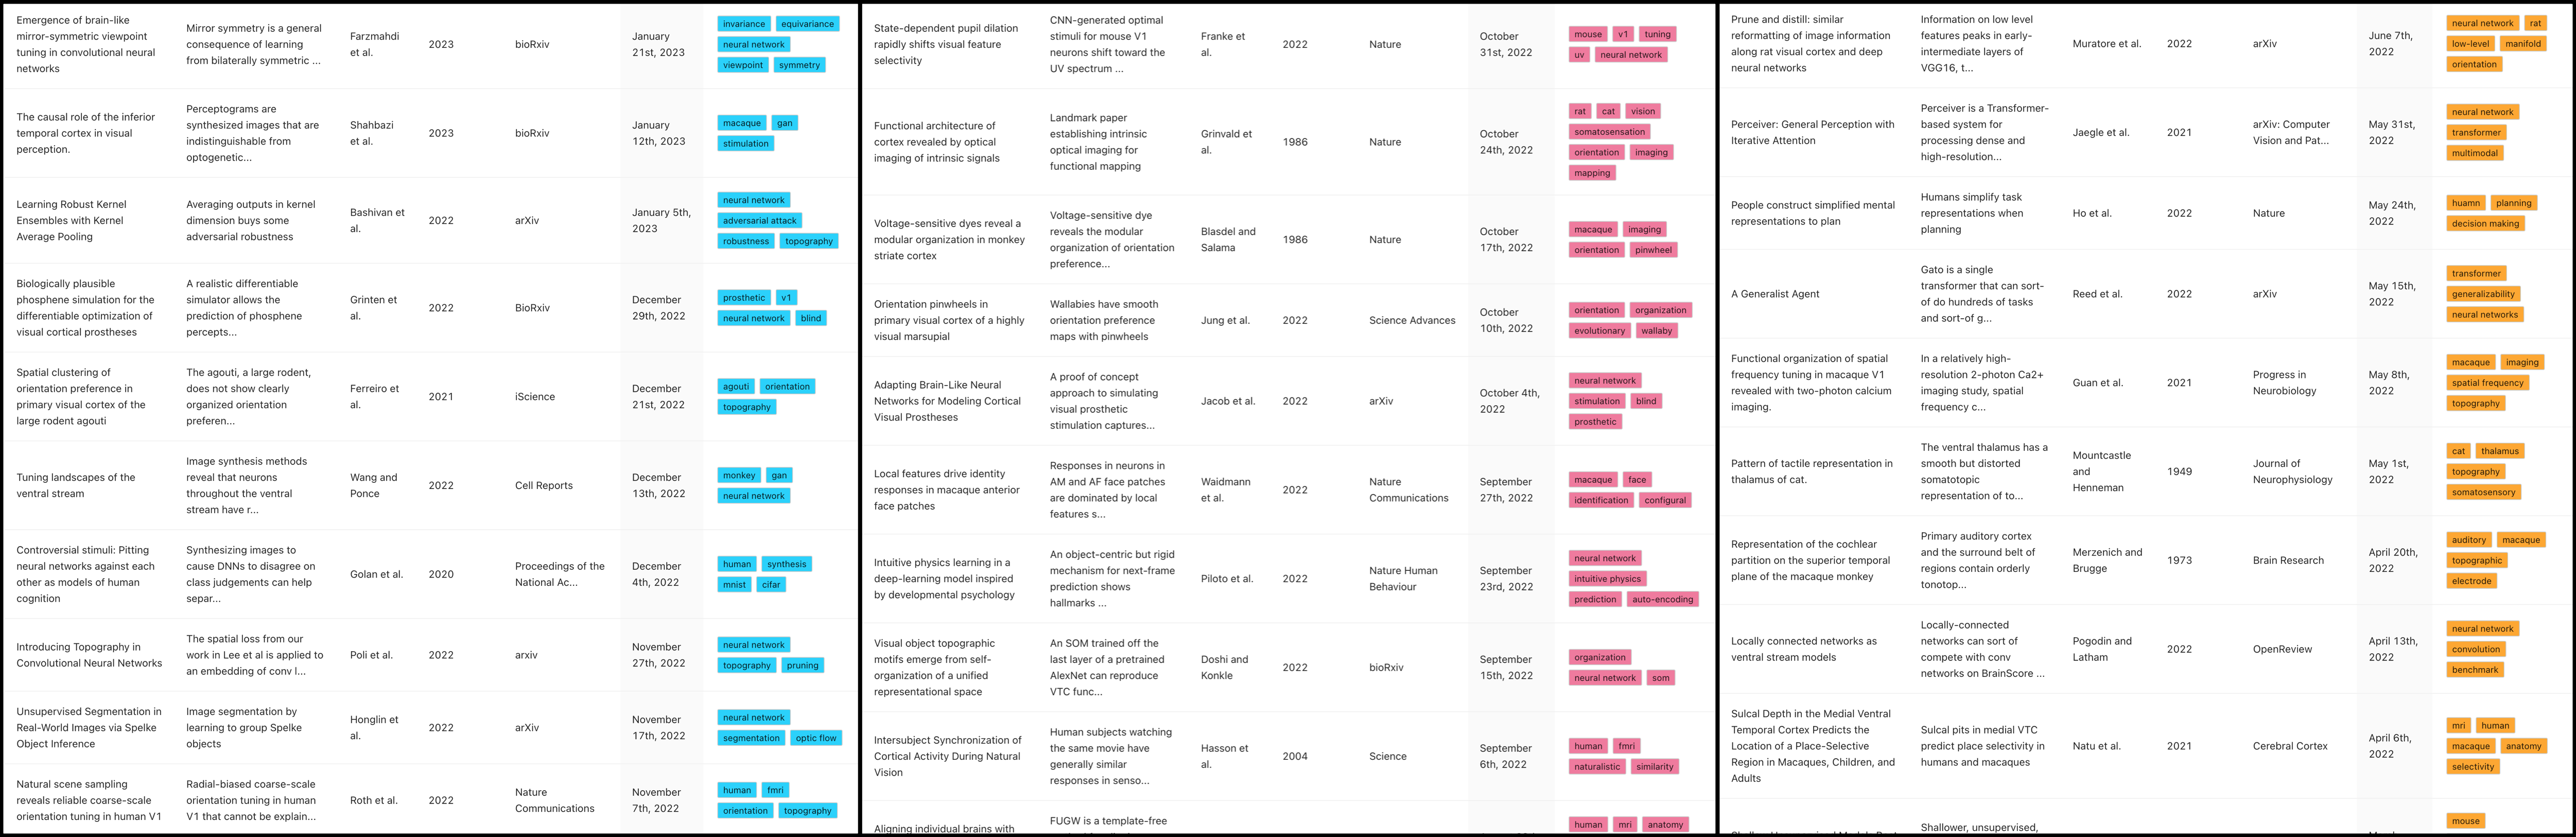 Emergence of brain-like
mirror-symmetric viewpoint
tuning in convolutional neural
networks
Mirror symmetry is a general
consequence of learning
from bilaterally symmetric ...
Farzmahdi
et al.
2023
bioRxiv
January
21st, 2023
invariance equivariance
neural network
viewpoint symmetry
The causal role of the inferior
temporal cortex in visual
perception.
Perceptograms are
synthesized images that are
indistinguishable from
optogenetic...
Shahbazi
et al.
2023
bioRxiv
January
12th, 2023
macaque gan
stimulation
Learning Robust Kernel
Ensembles with Kernel
Average Pooling
Averaging outputs in kernel
dimension buys some
adversarial robustness
Bashivan et
al.
2022
arXiv
January 5th,
2023
neural network
adversarial attack
robustness topography
Biologically plausible
phosphene simulation for the
differentiable optimization of
visual cortical prostheses
A realistic differentiable
simulator allows the
prediction of phosphene
percepts...
Grinten et
al.
2022
BioRxiv
December
29th, 2022
prosthetic v1
neural network blind
Spatial clustering of
orientation preference in
primary visual cortex of the
large rodent agouti
The agouti, a large rodent,
does not show clearly
organized orientation
preferen...
Ferreiro et
al.
2021
iScience
December
21st, 2022
agouti orientation
topography
Tuning landscapes of the
ventral stream
Image synthesis methods
reveal that neurons
throughout the ventral
stream have r...
Wang and
Ponce
2022
Cell Reports
December
13th, 2022
monkey gan
neural network
Controversial stimuli: Pitting
neural networks against each
other as models of human
cognition
Synthesizing images to
cause DNNs to disagree on
class judgements can help
separ...
Golan et al.
2020
Proceedings of the
National Ac...
December
4th, 2022
human synthesis
mnist cifar
Introducing Topography in
Convolutional Neural Networks
The spatial loss from our
work in Lee et al is applied to
an embedding of conv l...
Poli et al.
2022
arxiv
November
27th, 2022
neural network
topography pruning
Unsupervised Segmentation in
Real-World Images via Spelke
Object Inference
Image segmentation by
learning to group Spelke
objects
Honglin et
al.
2022
arXiv
November
17th, 2022
neural network
segmentation optic flow
Natural scene sampling
reveals reliable coarse-scale
orientation tuning in human V1
Radial-biased coarse-scale
orientation tuning in human
V1 that cannot be explain...
Roth et al.
2022
Nature
Communications
November
7th, 2022
human fmri
orientation topography
State-dependent pupil dilation
rapidly shifts visual feature
selectivity
CNN-generated optimal
stimuli for mouse V1
neurons shift toward the
UV spectrum ...
Franke et
al.
2022
Nature
October
31st, 2022
mouse v1 tuning
uv neural network
Functional architecture of
cortex revealed by optical
imaging of intrinsic signals
Landmark paper
establishing intrinsic
optical imaging for
functional mapping
Grinvald et
al.
1986
Nature
October
24th, 2022
rat cat vision
somatosensation
orientation imaging
mapping
Voltage-sensitive dyes reveal a
modular organization in monkey
striate cortex
Voltage-sensitive dye
reveals the modular
organization of orientation
preference...
Blasdel and
Salama
1986
Nature
October
17th, 2022
macaque imaging
orientation pinwheel
Orientation pinwheels in
primary visual cortex of a highly
visual marsupial
Wallabies have smooth
orientation preference
maps with pinwheels
Jung et al.
2022
Science Advances
October
10th, 2022
orientation organization
evolutionary wallaby
Adapting Brain-Like Neural
Networks for Modeling Cortical
Visual Prostheses
A proof of concept
approach to simulating
visual prosthetic
stimulation captures...
Jacob et al.
2022
arXiv
October 4th,
2022
neural network
stimulation blind
prosthetic
Local features drive identity
responses in macaque anterior
face patches
Responses in neurons in
AM and AF face patches
are dominated by local
features s...
Waidmann
et al.
2022
Nature
Communications
September
27th, 2022
macaque face
identification configural
Intuitive physics learning in a
deep-learning model inspired
by developmental psychology
An object-centric but rigid
mechanism for next-frame
prediction shows
hallmarks ...
Piloto et al.
2022
Nature Human
Behaviour
September
23rd, 2022
neural network
intuitive physics
prediction auto-encoding
Visual object topographic
motifs emerge from self-
organization of a unified
representational space
An SOM trained off the
last layer of a pretrained
AlexNet can reproduce
VTC func...
Doshi and
Konkle
2022
bioRxiv
September
15th, 2022
organization
neural network som
Intersubject Synchronization of
Cortical Activity During Natural
Vision
Human subjects watching
the same movie have
generally similar
responses in senso...
Hasson et
al.
2004
Science
September
6th, 2022
human fmri
naturalistic similarity
Aligning individual brains with
FUGW is a template-free
human mri anatomy
Prune and distill: similar
reformatting of image information
along rat visual cortex and deep
neural networks
Information on low level
features peaks in early-
intermediate layers of
VGG16, t...
Muratore et al.
2022
arXiv
June 7th,
2022
neural network rat
low-level manifold
orientation
Perceiver: General Perception with
Iterative Attention
Perceiver is a Transformer-
based system for
processing dense and
high-resolution...
Jaegle et al.
2021
arXiv: Computer
Vision and Pat...
May 31st,
2022
neural network
transformer
multimodal
People construct simplified mental
representations to plan
Humans simplify task
representations when
planning
Ho et al.
2022
Nature
May 24th,
2022
huamn planning
decision making
A Generalist Agent
Gato is a single
transformer that can sort-
of do hundreds of tasks
and sort-of g...
Reed et al.
2022
arXiv
May 15th,
2022
transformer
generalizability
neural networks
Functional organization of spatial
frequency tuning in macaque V1
revealed with two-photon calcium
imaging.
In a relatively high-
resolution 2-photon Ca2+
imaging study, spatial
frequency c...
Guan et al.
2021
Progress in
Neurobiology
May 8th,
2022
macaque imaging
spatial frequency
topography
Pattern of tactile representation in
thalamus of cat.
The ventral thalamus has a
smooth but distorted
somatotopic
representation of to...
Mountcastle
and
Henneman
1949
Journal of
Neurophysiology
May 1st,
2022
cat thalamus
topography
somatosensory
Representation of the cochlear
partition on the superior temporal
plane of the macaque monkey
Primary auditory cortex
and the surround belt of
regions contain orderly
tonotop...
Merzenich and
Brugge
1973
Brain Research
April 20th,
2022
auditory macaque
topographic
electrode
Locally connected networks as
ventral stream models
Locally-connected
networks can sort of
compete with conv
networks on BrainScore ...
Pogodin and
Latham
2022
OpenReview
April 13th,
2022
neural network
convolution
benchmark
Sulcal Depth in the Medial Ventral
Temporal Cortex Predicts the
Location of a Place-Selective
Region in Macaques, Children, and
Adults
Sulcal pits in medial VTC
predict place selectivity in
humans and macaques
Natu et al.
2021
Cerebral Cortex
April 6th,
2022
mri human
macaque anatomy
selectivity
Shallower, unsupervised,
mouse